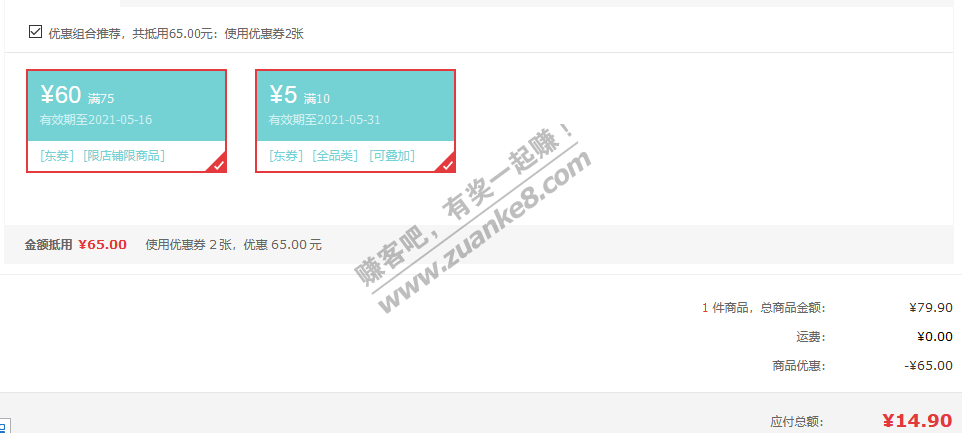 优惠组合推荐，共抵用65.00元：使用优惠券2张
¥60 满75
有效期至2021-05-16
[东券] [限店铺限商品]
¥5 满10
有效期至2021-05-31
[东券] [全品类] [可叠加]
赚客吧，有奖一起赚！
www.zuanke8.com
金额抵用 ¥65.00 使用优惠券 2 张，优惠 65.00 元
1 件商品，总商品金额： ¥79.90
运费： ¥0.00
商品优惠： -¥65.00
应付总额： ¥14.90